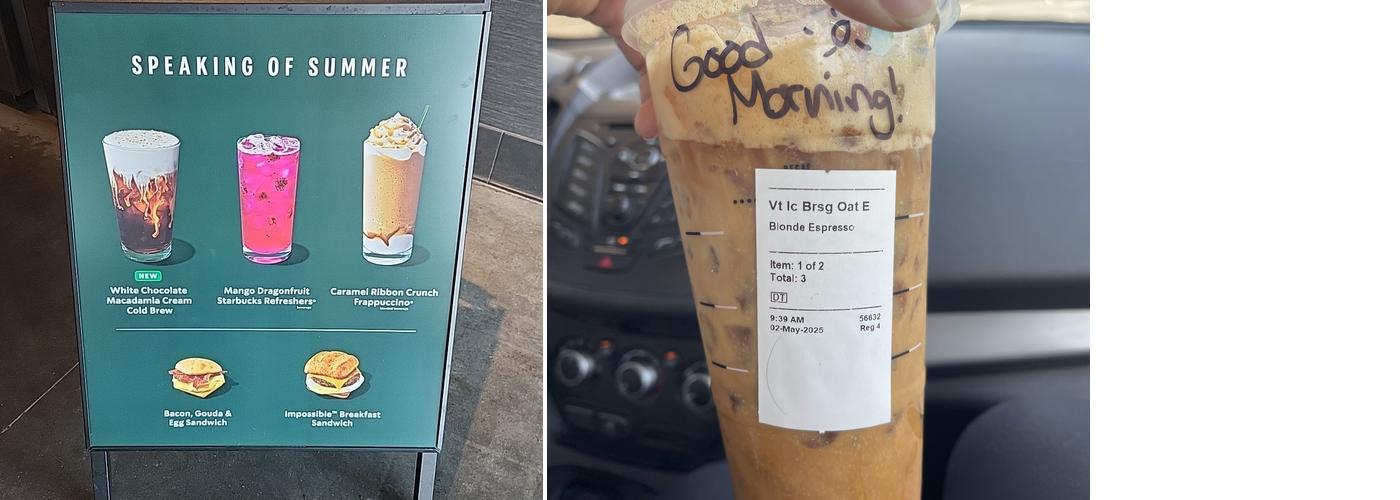 SPEAKING OF SUMMER
NEW
White Chocolate
Macadamia Cream
Cold Brew
Mango Dragonfruit
Starbucks Refreshers®
Caramel Ribbon Crunch
Frappuccino®
Bacon, Gouda &
Egg Sandwich
Impossible™ Breakfast
Sandwich
Good
Morning!
DECAF
Vt Ic Brsg Oat E
Blonde Espresso
Item: 1 of 2
Total: 3
DT
9:39 AM 56632
02-May-2025 Reg 4